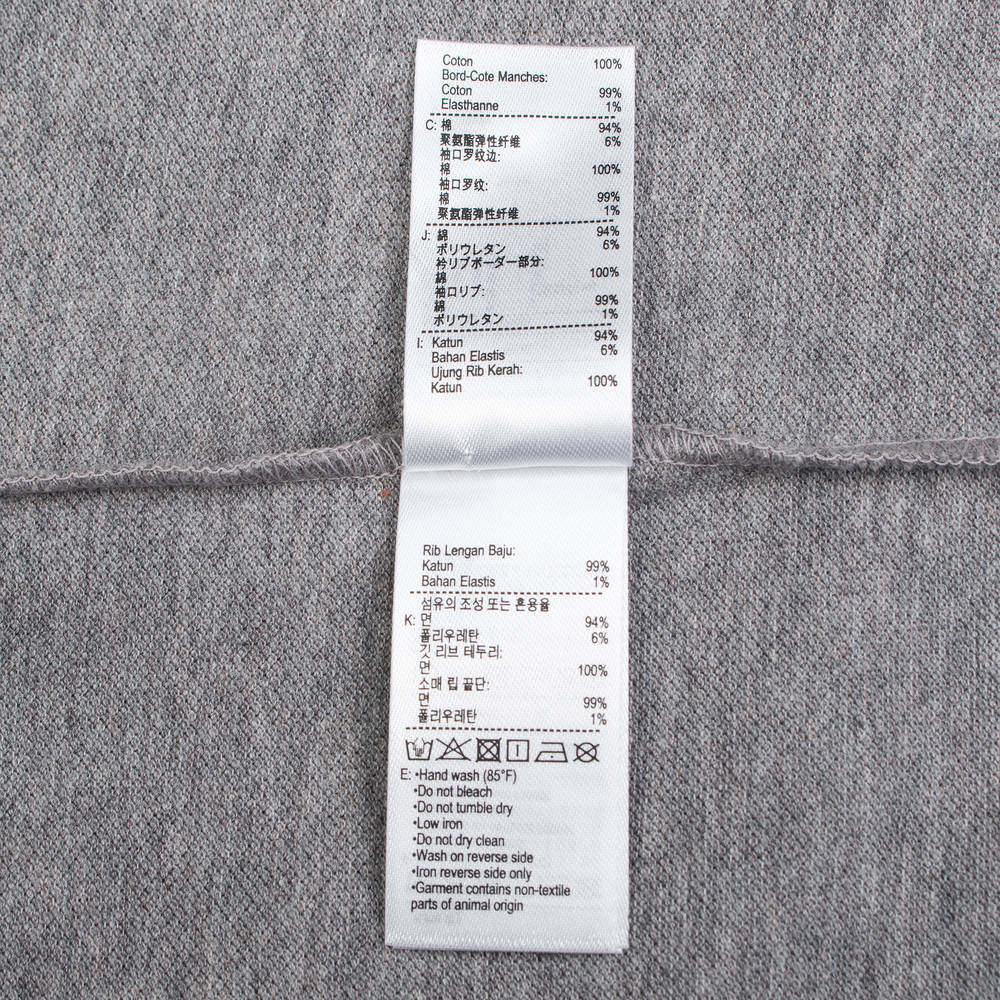 Coton 100%
Bord-Cote Manches:
Coton 99%
Elasthanne 1%
C: 棉 94%
聚氨酯弹性纤维 6%
袖口罗纹边:
棉 100%
袖口罗纹:
棉 99%
聚氨酯弹性纤维 1%
J: 綿 94%
ポリウレタン 6%
衿リブボーダー部分:
綿 100%
袖ロリブ:
綿 99%
ポリウレタン 1%
I: Katun 94%
Bahan Elastis 6%
Ujung Rib Kerah:
Katun 100%
Rib Lengan Baju:
Katun 99%
Bahan Elastis 1%
섬유의 조성 또는 혼용율
K: 면 94%
폴리우레탄 6%
깃 리브 테두리:
면 100%
소매 립 끝단:
면 99%
폴리우레탄 1%
E: •Hand wash (85°F)
•Do not bleach
•Do not tumble dry
•Low iron
•Do not dry clean
•Wash on reverse side
•Iron reverse side only
•Garment contains non-textile
parts of animal origin